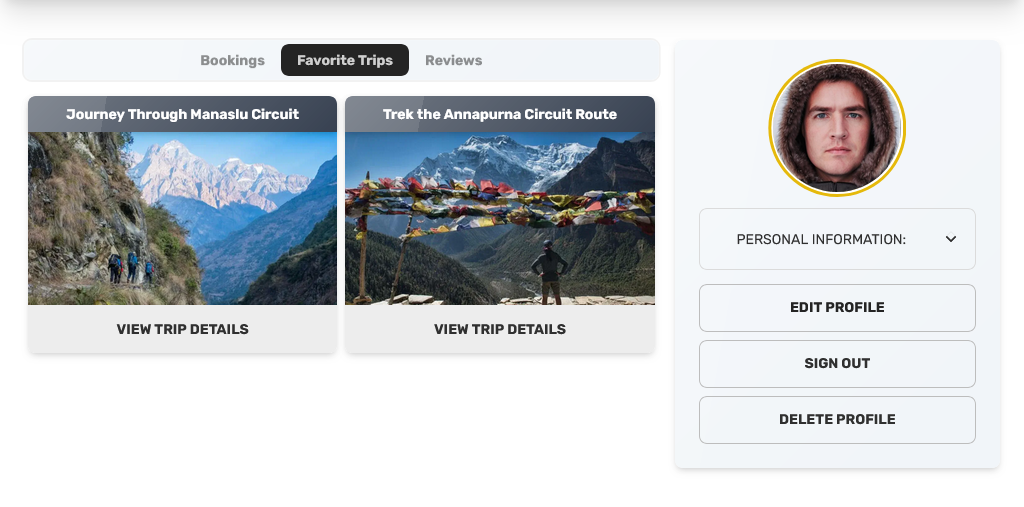 Bookings
Favorite Trips
Reviews
Journey Through Manaslu Circuit
Trek the Annapurna Circuit Route
VIEW TRIP DETAILS
VIEW TRIP DETAILS
PERSONAL INFORMATION:
EDIT PROFILE
SIGN OUT
DELETE PROFILE